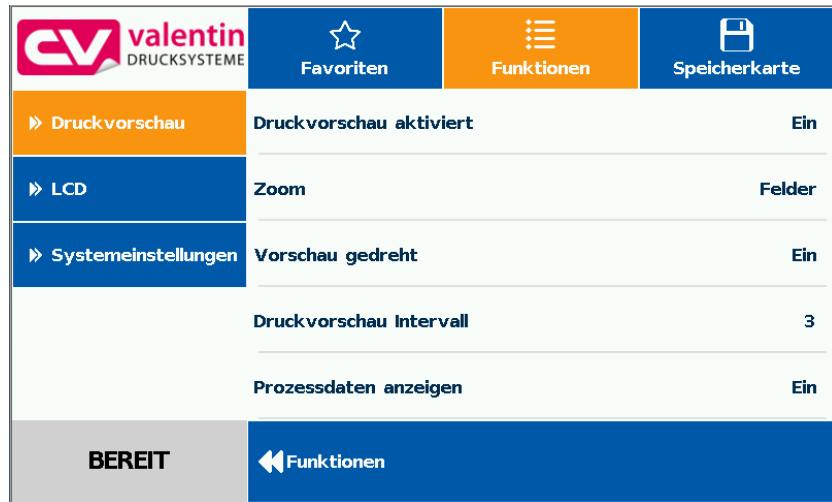 CV valentin
DRUCKSYSTEME
Favoriten
Funktionen
Speicherkarte
Druckvorschau
Druckvorschau aktiviert Ein
LCD
Zoom Felder
Systemeinstellungen
Vorschau gedreht Ein
Druckvorschau Intervall 3
Prozessdaten anzeigen Ein
BEREIT
Funktionen